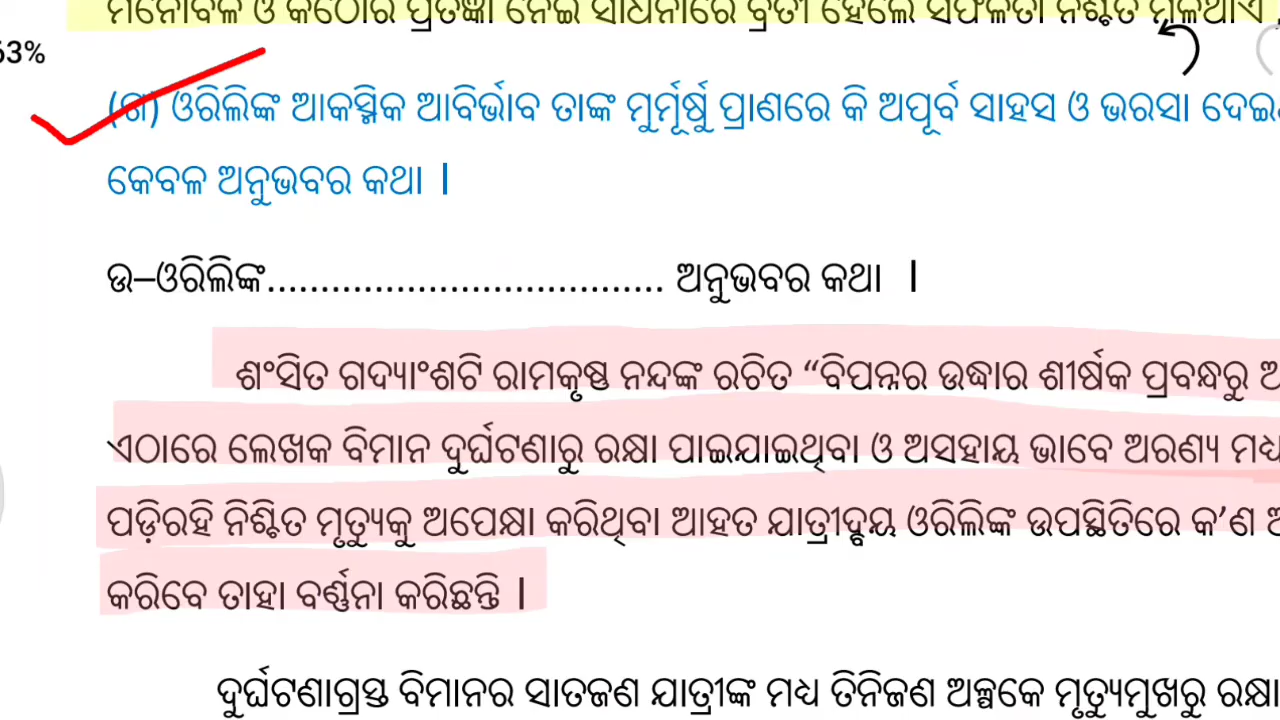 ମନୋବଳ ଓ କଠୋର ପ୍ରତିଜ୍ଞା ନେଇ ସାଧନାରେ ବ୍ରତୀ ହେଲେ ସଫଳତା ନିଶ୍ଚିତ ମିଳିଥାଏ
63%
(ଗ) ଓରିଲିଙ୍କ ଆକସ୍ମିକ ଆବିର୍ଭାବ ତାଙ୍କ ମୁର୍ମୂର୍ଷୁ ପ୍ରାଣରେ କି ଅପୂର୍ବ ସାହସ ଓ ଭରସା
କେବଳ ଅନୁଭବର କଥା ।
ଉ–ଓରିଲିଙ୍କ..................................... ଅନୁଭବର କଥା ।
ଶଂସିତ ଗଦ୍ୟାଂଶଟି ରାମକୃଷ୍ଣ ନନ୍ଦଙ୍କ ରଚିତ “ବିପନ୍ନର ଉଦ୍ଧାର ଶୀର୍ଷକ ପ୍ରବନ୍ଧରୁ
ଏଠାରେ ଲେଖକ ବିମାନ ଦୁର୍ଘଟଣାରୁ ରକ୍ଷା ପାଇଯାଇଥିବା ଓ ଅସହାୟ ଭାବେ ଅରଣ୍ୟ ମଧ୍ୟ
ପଡ଼ିରହି ନିଶ୍ଚିତ ମୃତ୍ୟୁକୁ ଅପେକ୍ଷା କରିଥିବା ଆହତ ଯାତ୍ରୀଦ୍ବୟ ଓରିଲିଙ୍କ ଉପସ୍ଥିତିରେ କ’ଣ
କରିବେ ତାହା ବର୍ଣ୍ଣନା କରିଛନ୍ତି ।
ଦୁର୍ଘଟଣାଗ୍ରସ୍ତ ବିମାନର ସାତଜଣ ଯାତ୍ରୀଙ୍କ ମଧ୍ୟ ତିନିଜଣ ଅଳ୍ପକେ ମୃତ୍ୟୁମୁଖରୁ ରକ୍ଷା